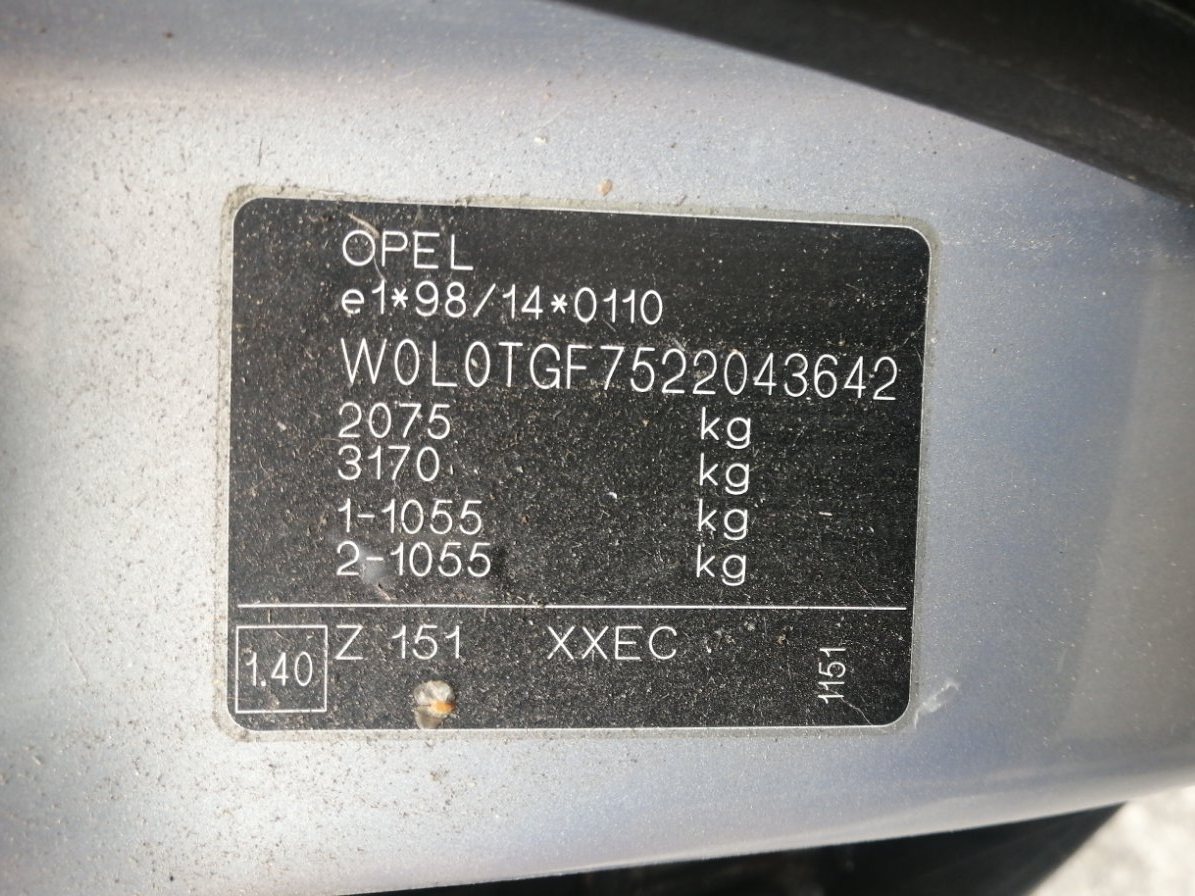 OPEL
e1*98/14*0110
W0L0TGF7522043642
2075 kg
3170 kg
1-1055 kg
2-1055 kg
1.40 Z 151 XXEC
1151